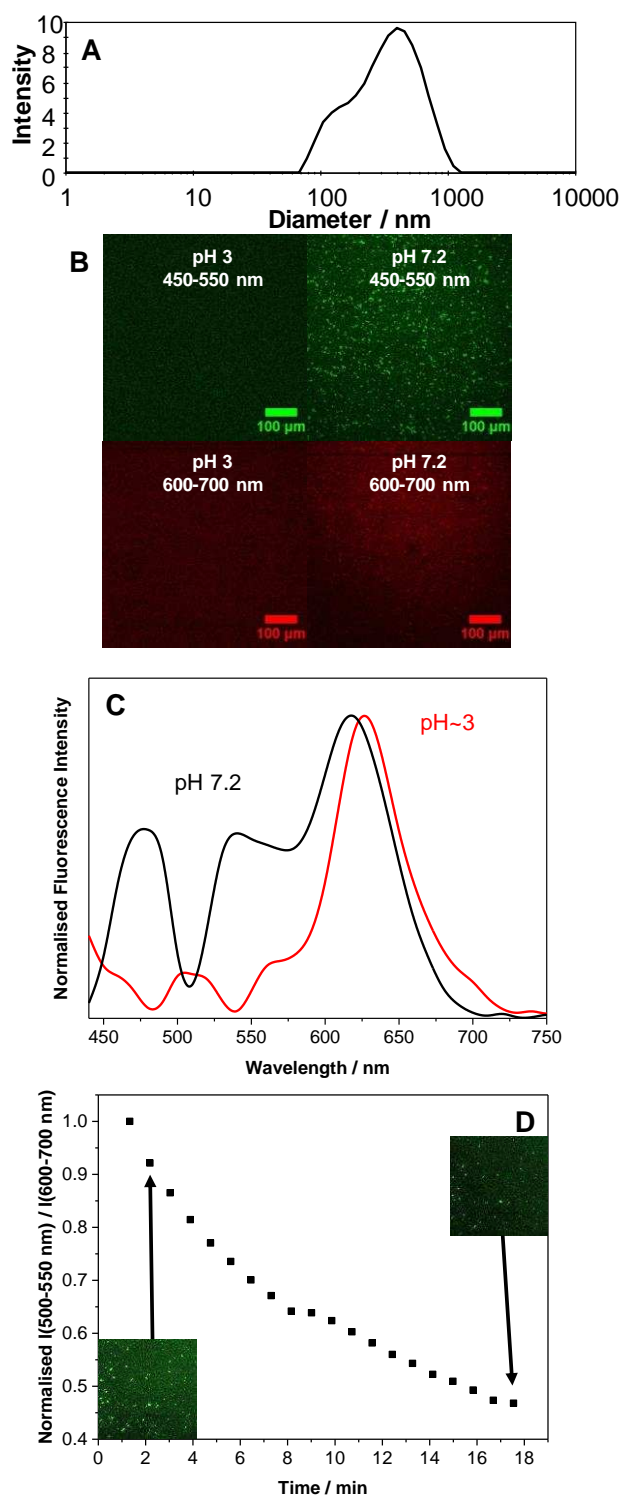 A
10
8
6
4
2
0
Intensity
1 10 100 1000 10000
Diameter / nm
B
pH 3
450-550 nm
100 µm
pH 7.2
450-550 nm
100 µm
pH 3
600-700 nm
100 µm
pH 7.2
600-700 nm
100 µm
C
pH~3
pH 7.2
Normalised Fluorescence Intensity
450 500 550 600 650 700 750
Wavelength / nm
D
1.0
0.9
0.8
0.7
0.6
0.5
0.4
Normalised I(500-550 nm) / I(600-700 nm)
0 2 4 6 8 10 12 14 16 18
Time / min